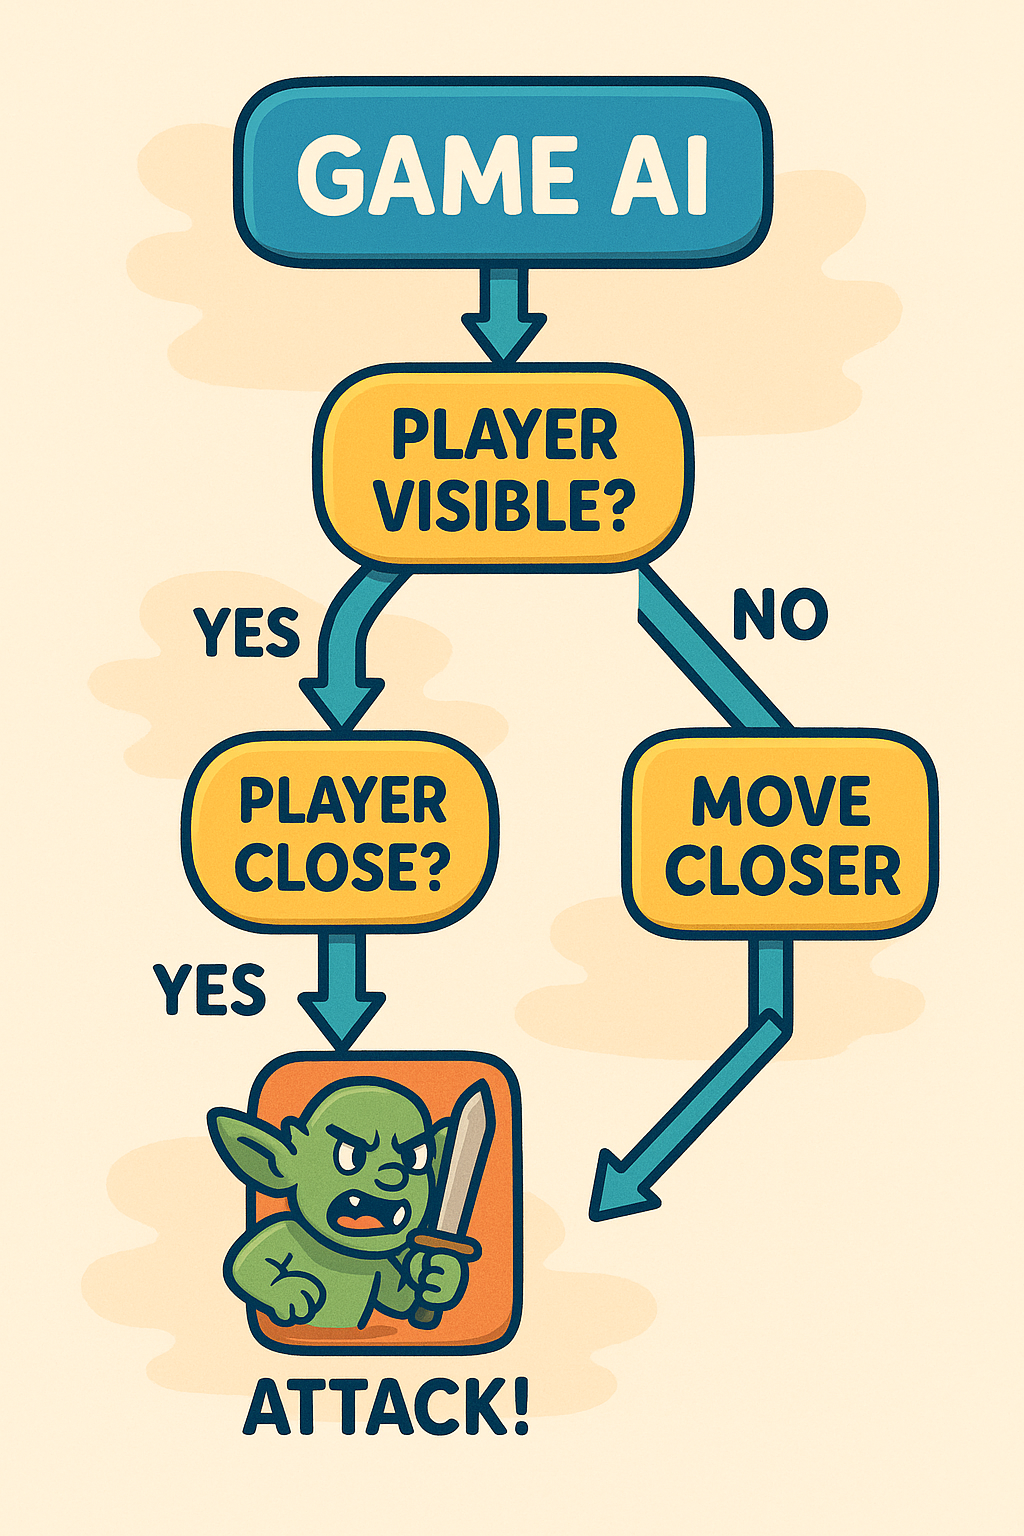 GAME AI
PLAYER
VISIBLE?
YES
NO
PLAYER
CLOSE?
MOVE
CLOSER
YES
ATTACK!